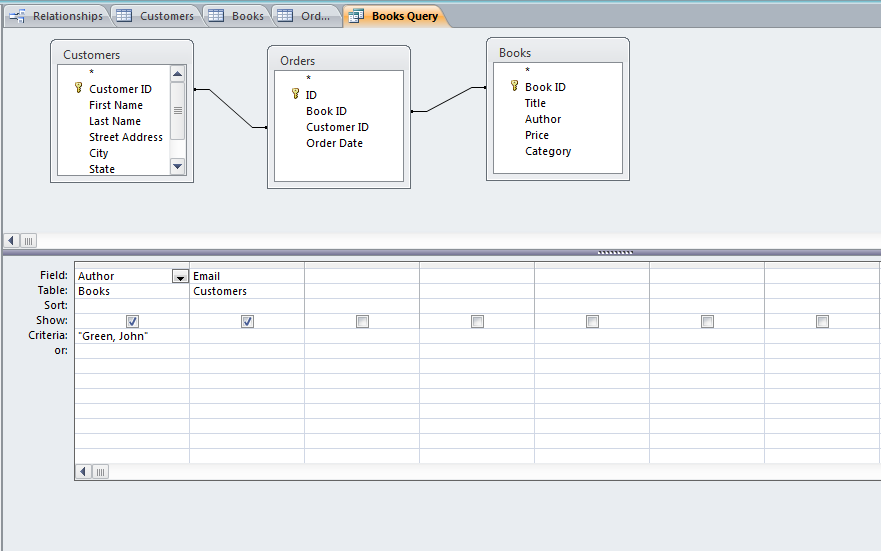 Relationships Customers Books Ord... Books Query
Customers
*
Customer ID
First Name
Last Name
Street Address
City
State
Orders
*
ID
Book ID
Customer ID
Order Date
Books
*
Book ID
Title
Author
Price
Category
Field: Author Email
Table: Books Customers
Sort:
Show:
Criteria: "Green, John"
or: